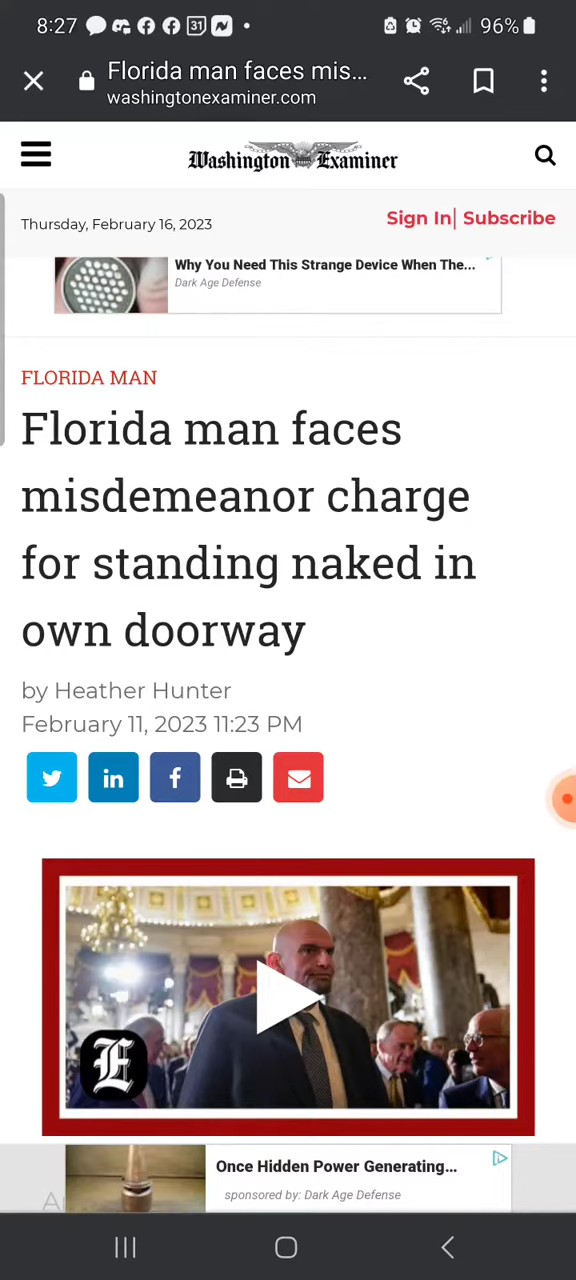 8:27 31 96%
Florida man faces mis...
washingtonexaminer.com
Washington Examiner
Thursday, February 16, 2023
Sign In| Subscribe
Why You Need This Strange Device When The...
Dark Age Defense
FLORIDA MAN
Florida man faces
misdemeanor charge
for standing naked in
own doorway
by Heather Hunter
February 11, 2023 11:23 PM
in f
E
Once Hidden Power Generating...
sponsored by: Dark Age Defense